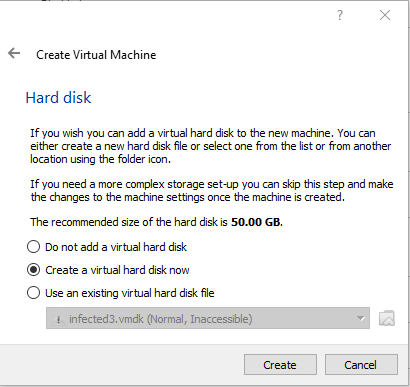 ?
Create Virtual Machine
Hard disk
If you wish you can add a virtual hard disk to the new machine. You can
either create a new hard disk file or select one from the list or from another
location using the folder icon.
If you need a more complex storage set-up you can skip this step and make
the changes to the machine settings once the machine is created.
The recommended size of the hard disk is 50.00 GB.
Do not add a virtual hard disk
Create a virtual hard disk now
Use an existing virtual hard disk file
infected3.vmdk (Normal, Inaccessible)
Create Cancel